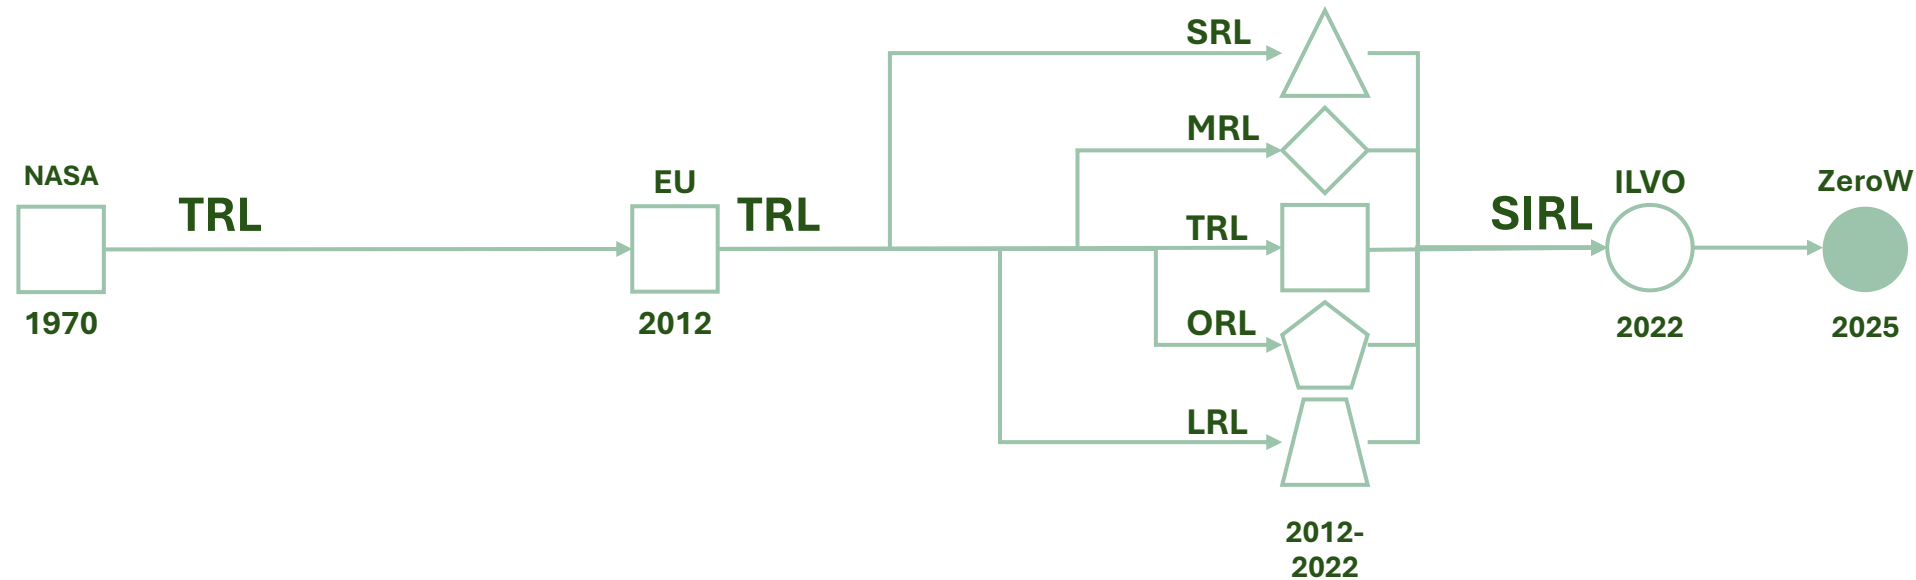 NASA
TRL
1970
EU
TRL
2012
SRL
MRL
TRL
ORL
LRL
2012-
2022
SIRL
ILVO
2022
ZeroW
2025